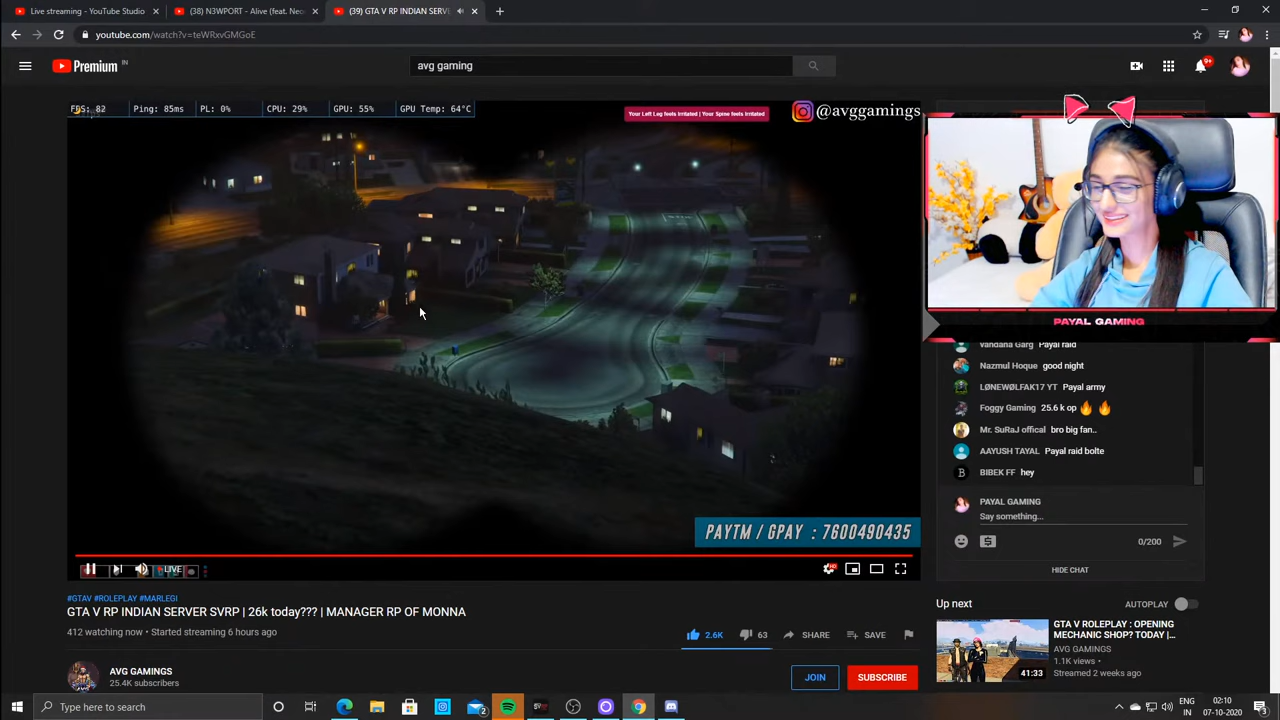 Live streaming - YouTube Studio
(38) N3WPORT - Alive (feat. Neo
(39) GTA V RP INDIAN SERVE
youtube.com/watch?v=teWRxvGMGoE
Premium IN
avg gaming
9+
FPS: 82
Ping: 85ms
PL: 0%
CPU: 29%
GPU: 55%
GPU Temp: 64°C
Your Left Leg feels irritated | Your Spine feels irritated
@avggamings
PAYAL GAMING
vandana Garg Payal raid
Nazmul Hoque good night
LØNEWØLFAK17 YT Payal army
Foggy Gaming 25.6 k op 🔥 🔥
Mr. SuRaJ offical bro big fan..
AAYUSH TAYAL Payal raid bolte
B BIBEK FF hey
PAYAL GAMING
Say something...
0/200
HIDE CHAT
PAYTM / GPAY : 7600490435
LIVE
HD
#GTAV #ROLEPLAY #MARLEGI
GTA V RP INDIAN SERVER SVRP | 26k today??? | MANAGER RP OF MONNA
412 watching now • Started streaming 6 hours ago
2.6K
63
SHARE
SAVE
AVG GAMINGS
25.4K subscribers
JOIN
SUBSCRIBE
Up next
AUTOPLAY
GTA V ROLEPLAY : OPENING
MECHANIC SHOP? TODAY |...
AVG GAMINGS
1.1K views •
Streamed 2 weeks ago
41:33
Type here to search
2
ENG
IN
02:10
07-10-2020
3